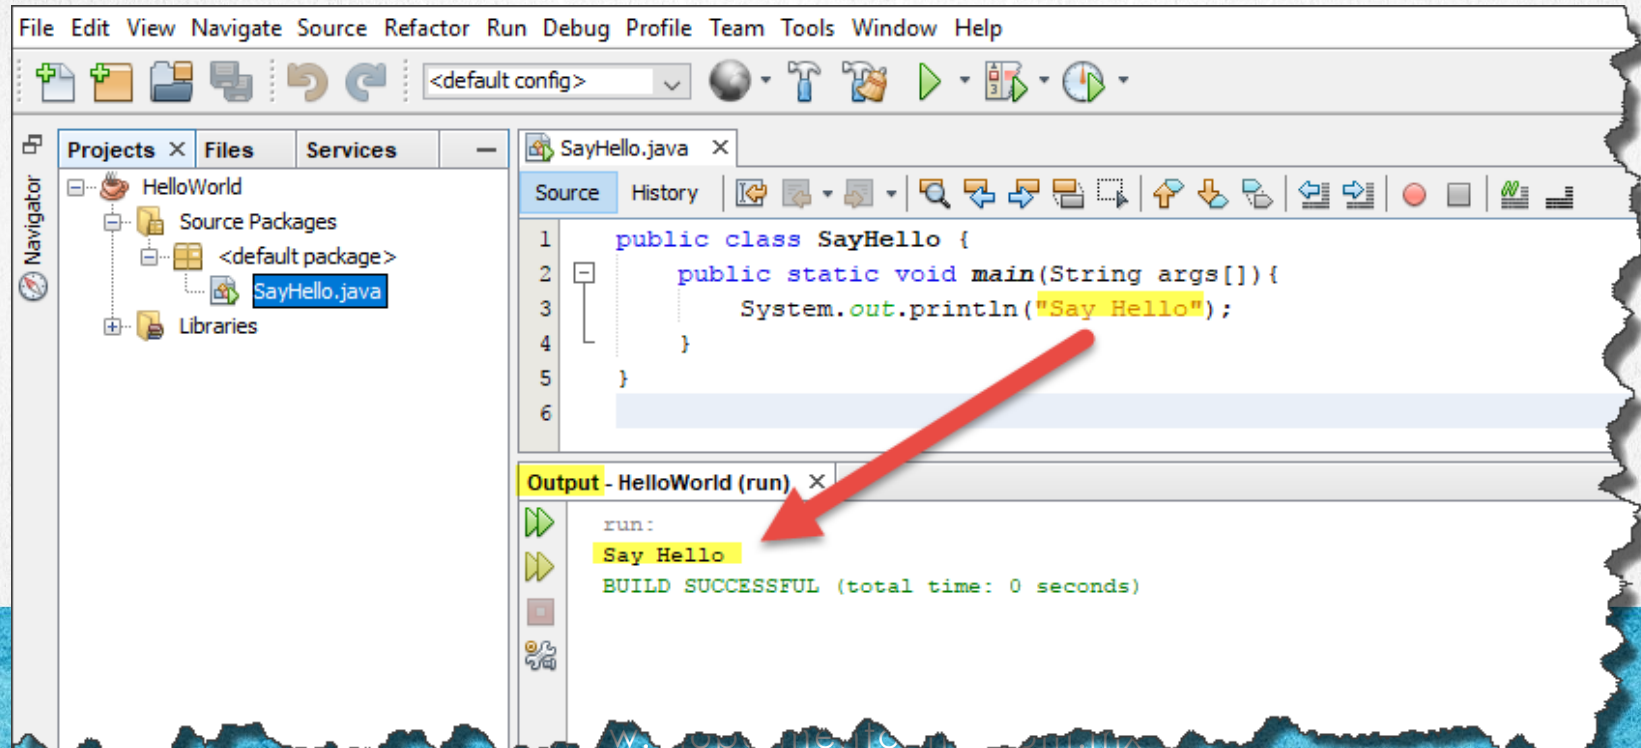 File Edit View Navigate Source Refactor Run Debug Profile Team Tools Window Help
<default config>
Navigator
Projects Files Services
HelloWorld
Source Packages
<default package>
SayHello.java
Libraries
SayHello.java
Source History
1 public class SayHello {
2 public static void main(String args[]){
3 System.out.println("Say Hello");
4 }
5 }
6
Output - HelloWorld (run)
run:
Say Hello
BUILD SUCCESSFUL (total time: 0 seconds)